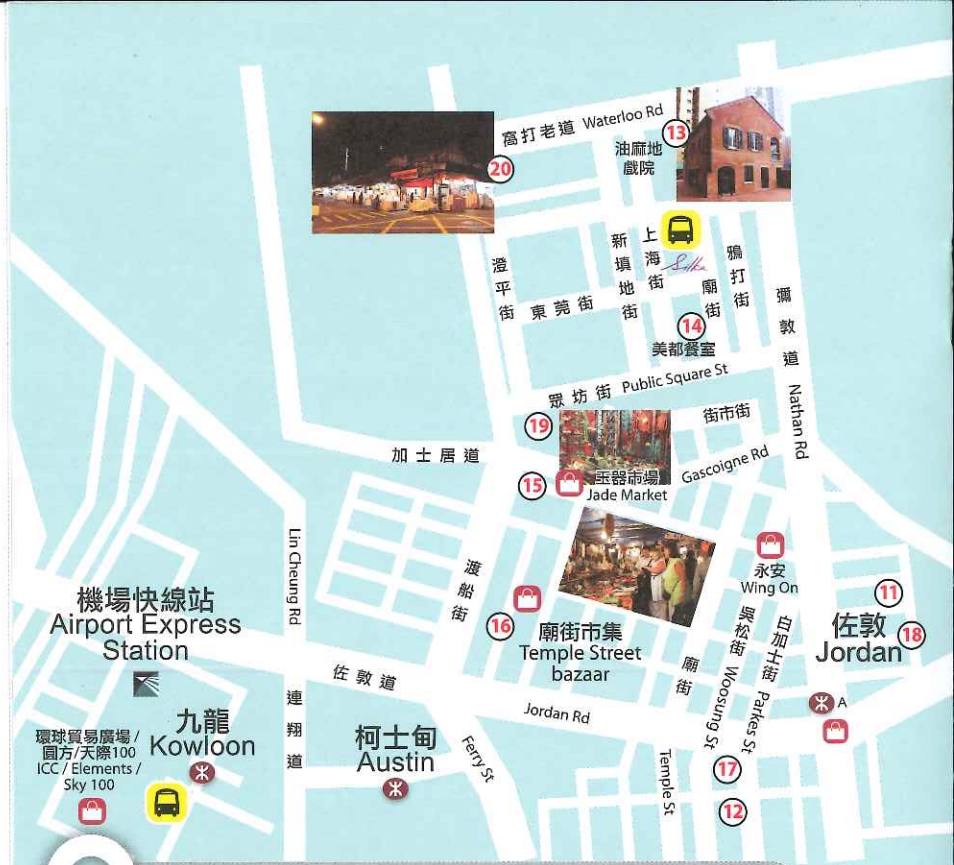 窩打老道 Waterloo Rd
13
油麻地
戲院
20
新填地街
上海街
Silka
廟街
鴉打街
彌敦道 Nathan Rd
澄平街
東莞街
14
美都餐室
眾坊街 Public Square St
19
街市街
加士居道
Gascoigne Rd
15
玉器市場
Jade Market
Lin Cheung Rd
連翔道
渡船街
Ferry St
永安
Wing On
機場快線站
Airport Express
Station
16
廟街市集
Temple Street
bazaar
廟街
Temple St
吳松街 Woosung St
白加士街 Parkes St
11
佐敦
Jordan
18
A
佐敦道
Jordan Rd
九龍
Kowloon
環球貿易廣場 /
圓方/天際100
ICC / Elements /
Sky 100
柯士甸
Austin
17
12